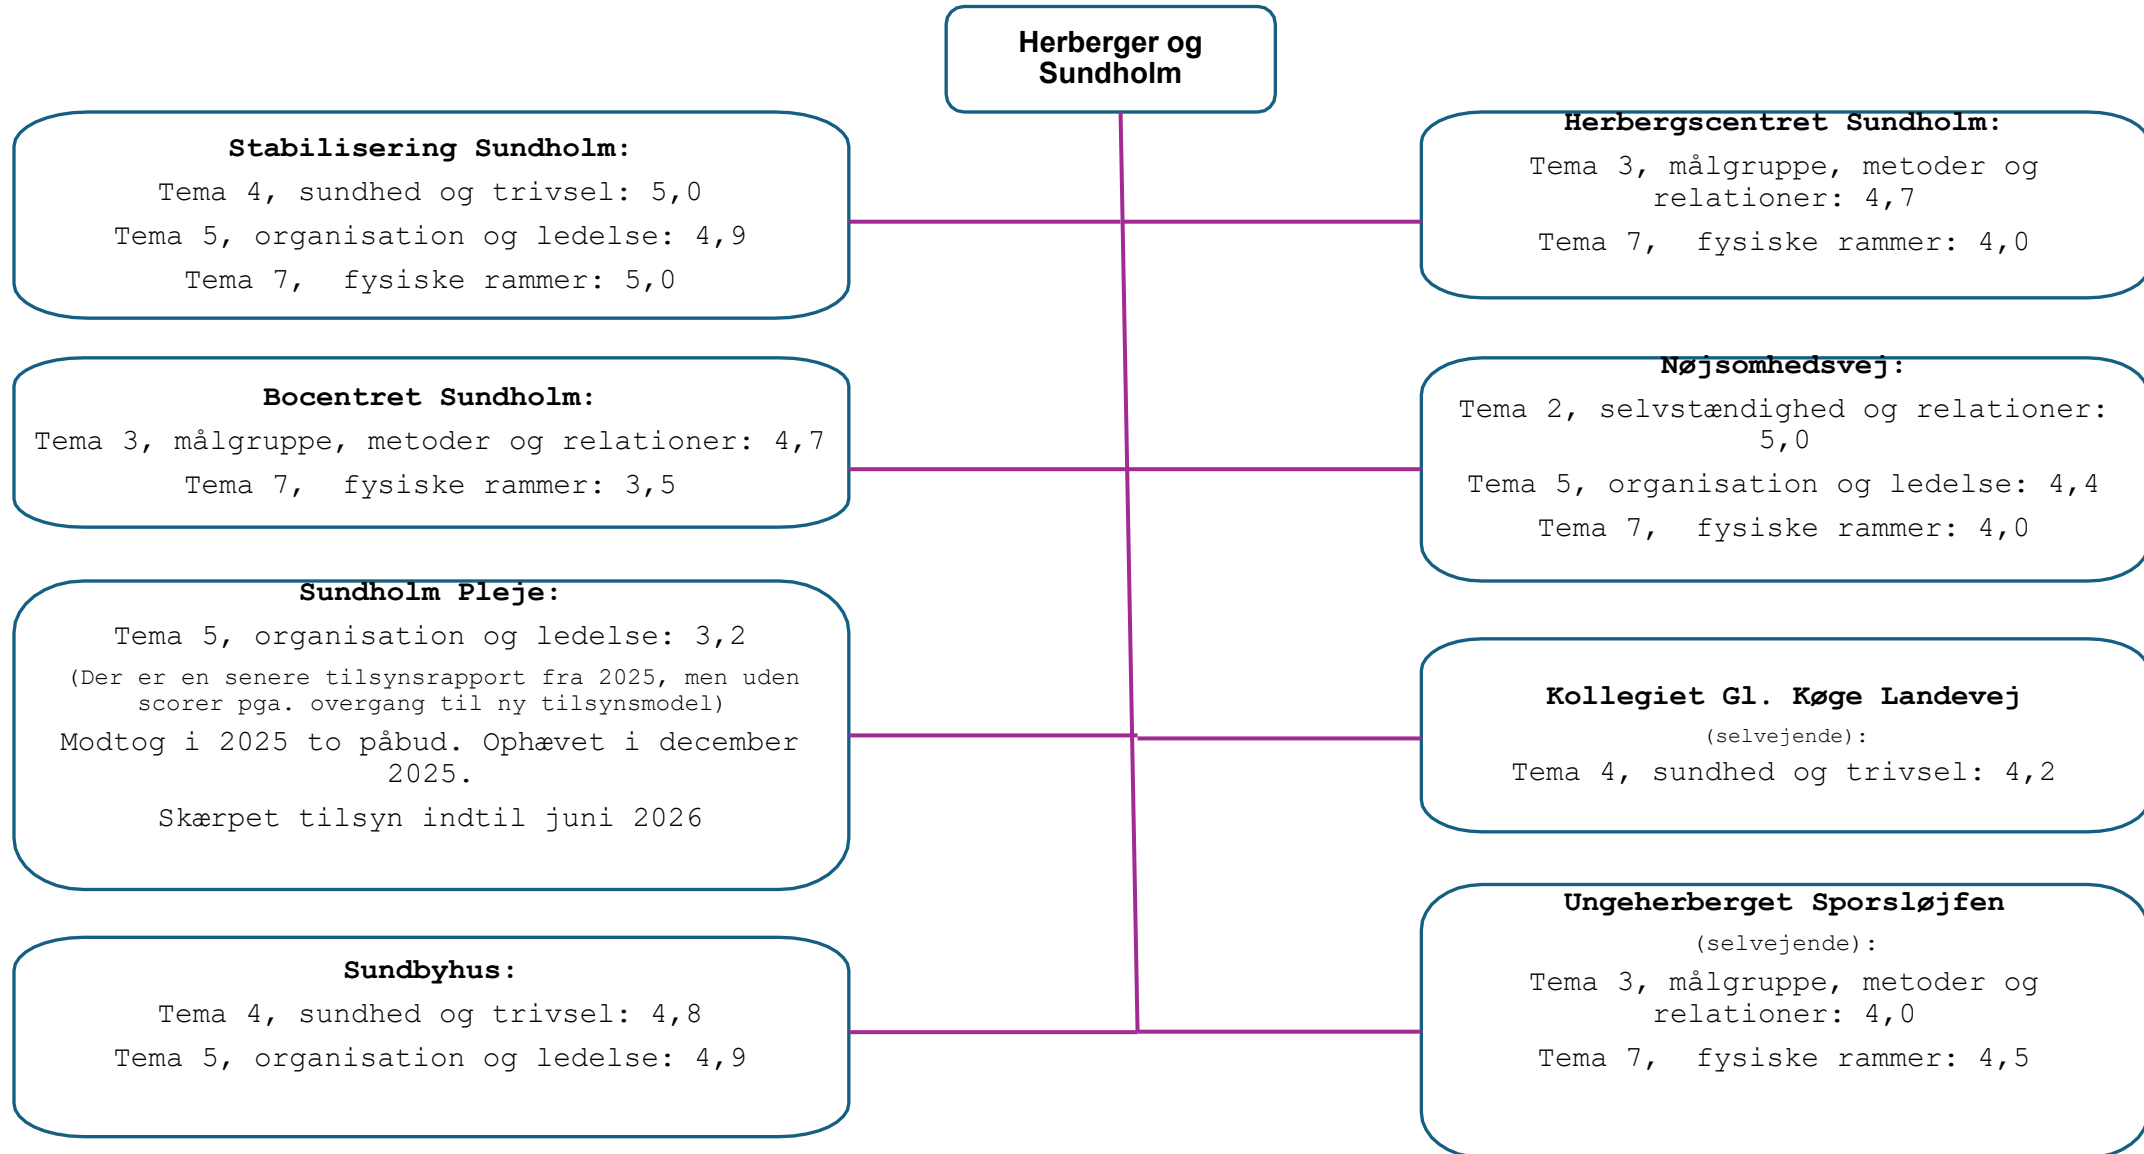 Herberger og
Sundholm
Stabilisering Sundholm:
Tema 4, sundhed og trivsel: 5,0
Tema 5, organisation og ledelse: 4,9
Tema 7, fysiske rammer: 5,0
Bocentret Sundholm:
Tema 3, målgruppe, metoder og relationer: 4,7
Tema 7, fysiske rammer: 3,5
Sundholm Pleje:
Tema 5, organisation og ledelse: 3,2
(Der er en senere tilsynsrapport fra 2025, men uden
scorer pga. overgang til ny tilsynsmodel)
Modtog i 2025 to påbud. Ophævet i december
2025.
Skærpet tilsyn indtil juni 2026
Sundbyhus:
Tema 4, sundhed og trivsel: 4,8
Tema 5, organisation og ledelse: 4,9
Herbergscentret Sundholm:
Tema 3, målgruppe, metoder og
relationer: 4,7
Tema 7, fysiske rammer: 4,0
Nøjsomhedsvej:
Tema 2, selvstændighed og relationer:
5,0
Tema 5, organisation og ledelse: 4,4
Tema 7, fysiske rammer: 4,0
Kollegiet Gl. Køge Landevej
(selvejende):
Tema 4, sundhed og trivsel: 4,2
Ungeherberget Sporsløjfen
(selvejende):
Tema 3, målgruppe, metoder og
relationer: 4,0
Tema 7, fysiske rammer: 4,5